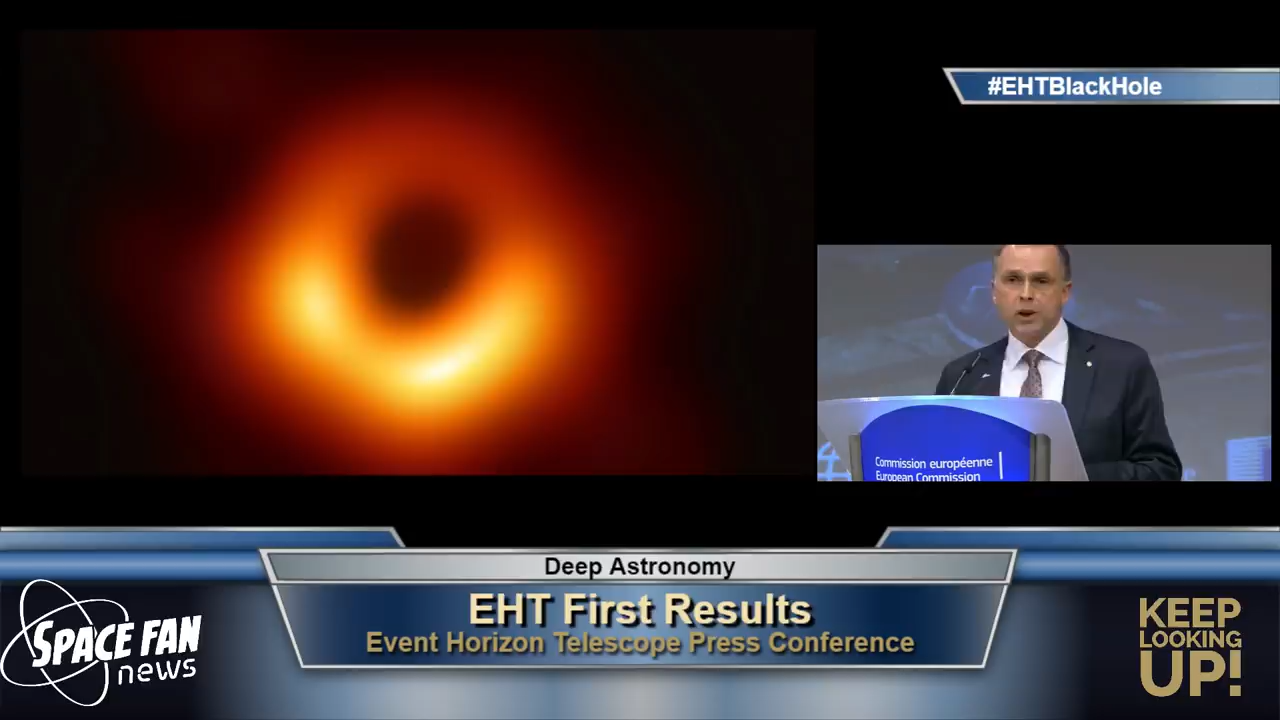 #EHTBlackHole
Commission européenne
European Commission
Deep Astronomy
EHT First Results
Event Horizon Telescope Press Conference
SPACE FAN
news
KEEP
LOOKING
UP!